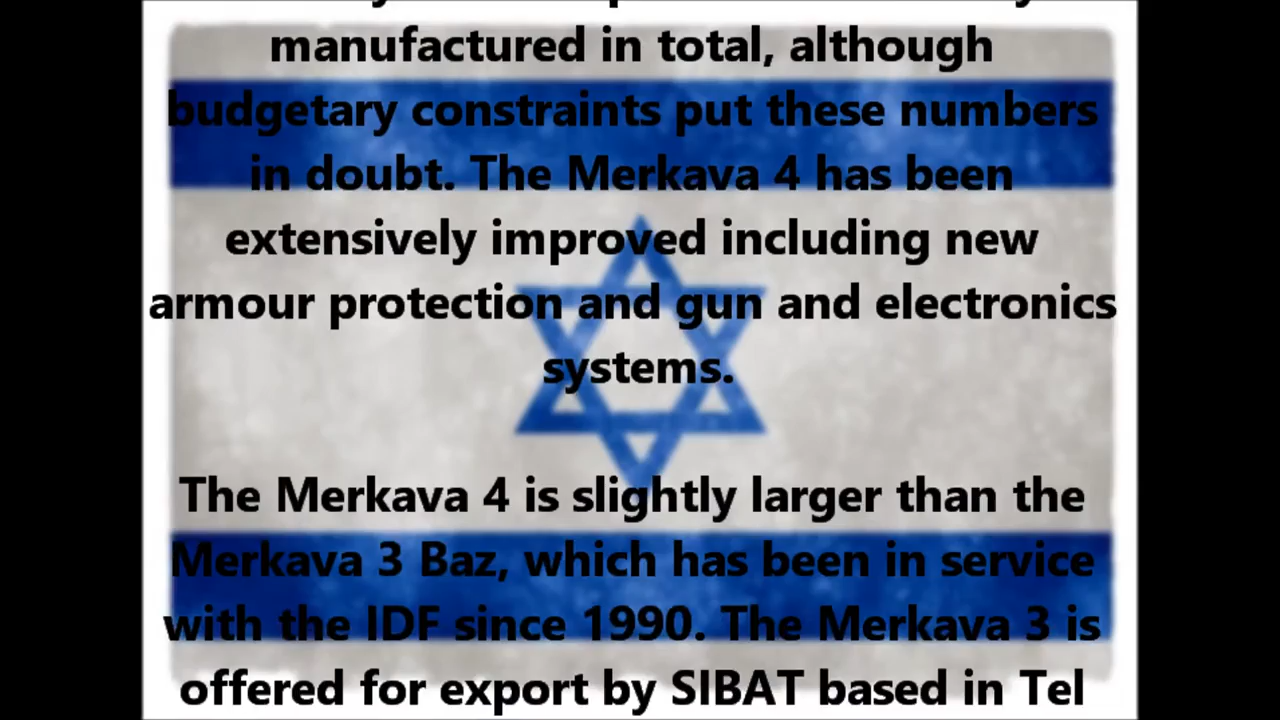 manufactured in total, although
budgetary constraints put these numbers
in doubt. The Merkava 4 has been
extensively improved including new
armour protection and gun and electronics
systems.
The Merkava 4 is slightly larger than the
Merkava 3 Baz, which has been in service
with the IDF since 1990. The Merkava 3 is
offered for export by SIBAT based in Tel